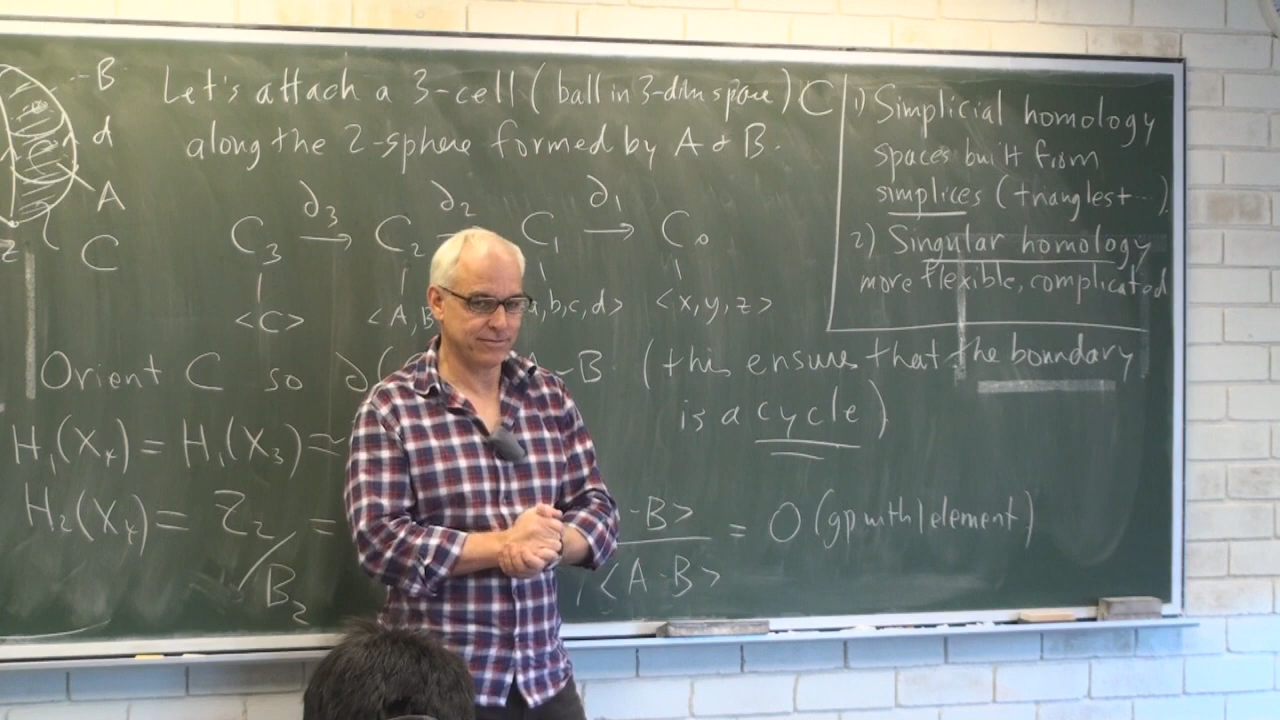 B
d
A
C
z
Let's attach a 3-cell (ball in 3-dim space) C
along the 2-sphere formed by A & B.
∂3 ∂2 ∂1
C3 → C2 → C1 → C0
<C> <A,B ,b,c,d> <x,y,z>
Orient C so ∂( -B (this ensure that the boundary
is a cycle)
H1(X4) = H1(X3) ≈
H2(X4) = Z2 / B2 = -B> / <A-B> = 0 (gp with 1 element)
1) Simplicial homology
spaces built from
simplices (triangles + ...)
2) Singular homology
more flexible, complicated